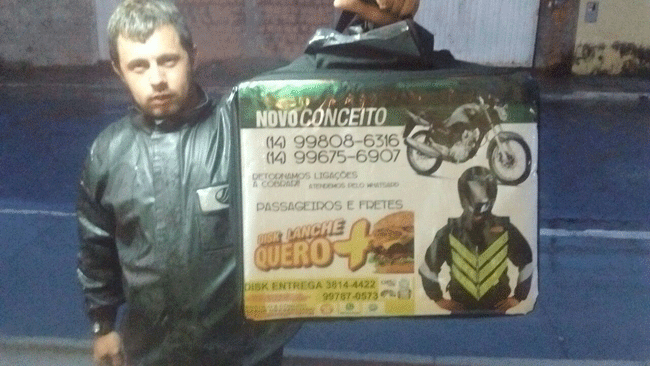 NOVO CONCEITO
(14) 99808-6316
(14) 99675-6907
RETORNAMOS LIGAÇÕES
A COBRAR! ATENDEMOS PELO WHATSAPP
PASSAGEIROS E FRETES
DISK LANCHE
QUERO+
DISK ENTREGA 3814-4422
99787-0573